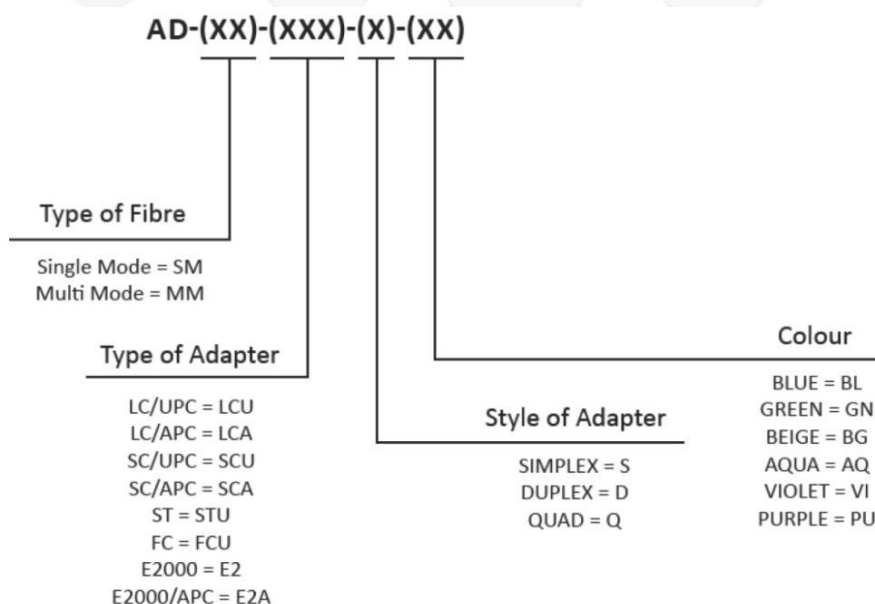 AD-(XX)-(XXX)-(X)-(XX)
Type of Fibre
Single Mode = SM
Multi Mode = MM
Type of Adapter
LC/UPC = LCU
LC/APC = LCA
SC/UPC = SCU
SC/APC = SCA
ST = STU
FC = FCU
E2000 = E2
E2000/APC = E2A
Style of Adapter
SIMPLEX = S
DUPLEX = D
QUAD = Q
Colour
BLUE = BL
GREEN = GN
BEIGE = BG
AQUA = AQ
VIOLET = VI
PURPLE = PU